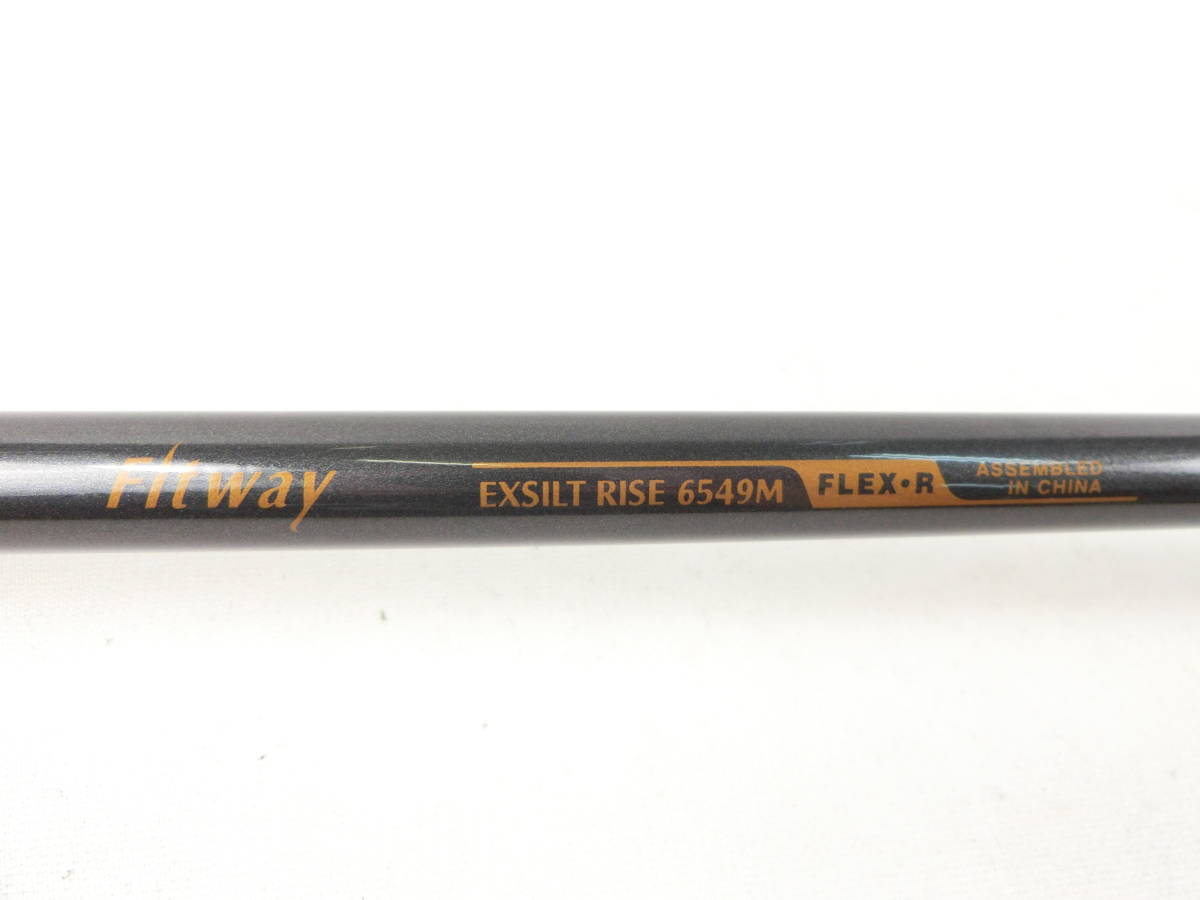 Fitway
EXSILT RISE 6549M
FLEX•R
ASSEMBLED
IN CHINA